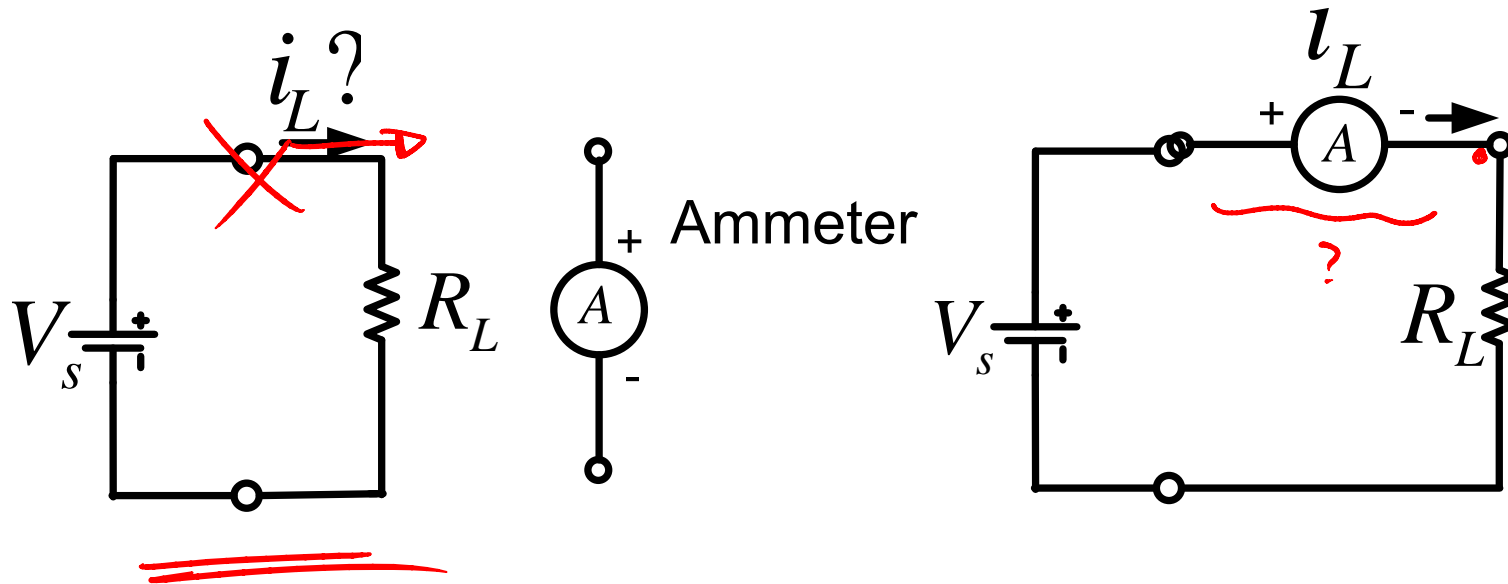 i_L ?
V_s
+
-
R_L
+
A
-
Ammeter
i_L
+
A
-
?
V_s
+
-
R_L